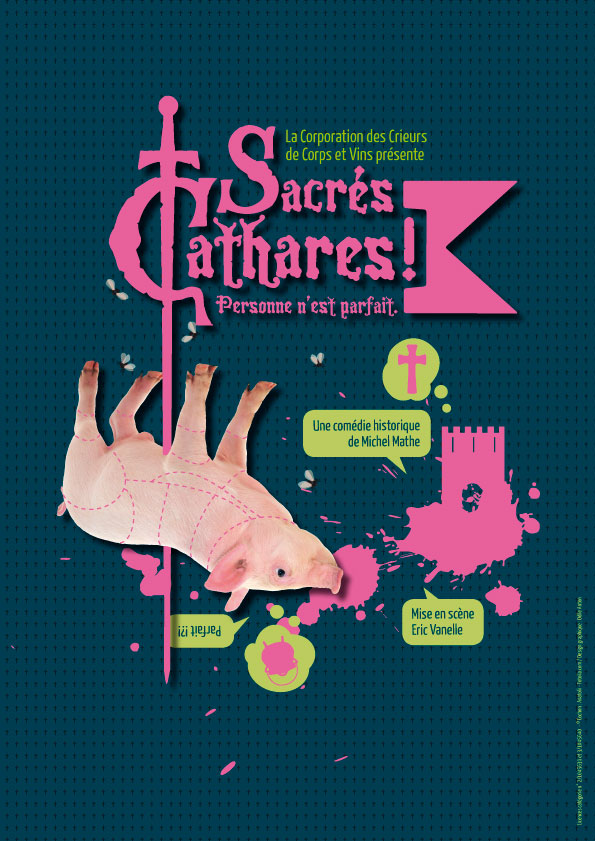 La Corporation des Crieurs
de Corps et Vins présente
Sacrés
Cathares!
Personne n'est parfait.
Une comédie historique
de Michel Mathe
Mise en scène
Eric Vanelle
Parfait !?!